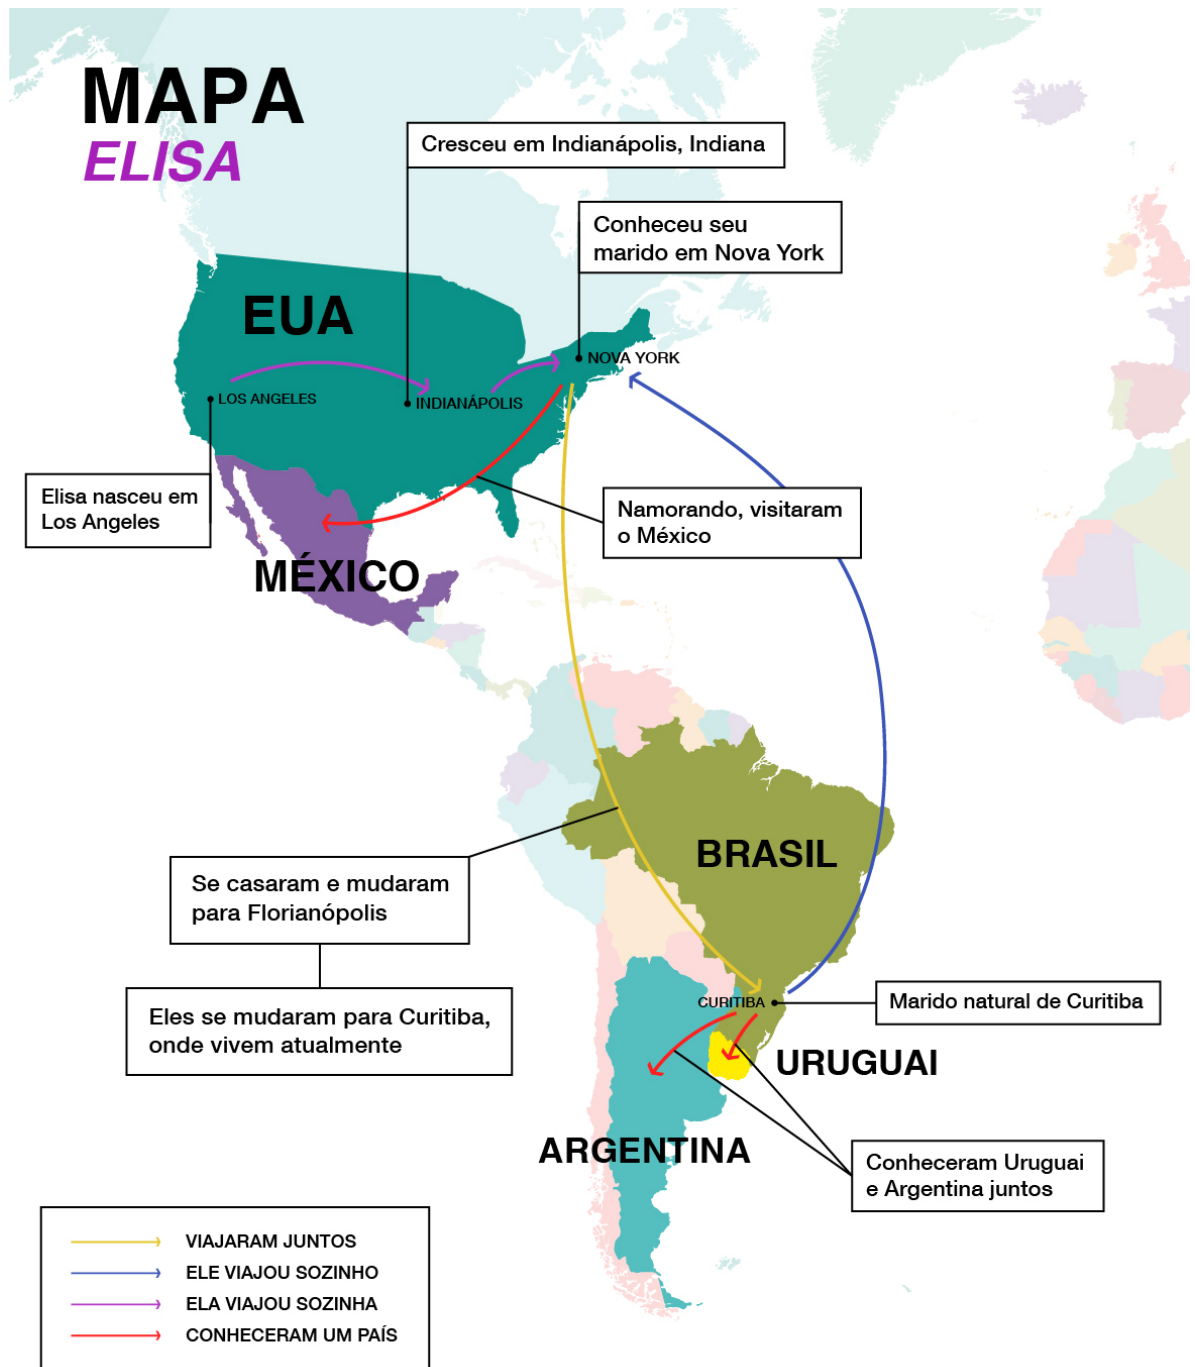 MAPA
ELISA
Cresceu em Indianápolis, Indiana
Conheceu seu
marido em Nova York
EUA
NOVA YORK
LOS ANGELES
INDIANÁPOLIS
Elisa nasceu em
Los Angeles
Namorando, visitaram
o México
MÉXICO
BRASIL
Se casaram e mudaram
para Florianópolis
Eles se mudaram para Curitiba,
onde vivem atualmente
CURITIBA
Marido natural de Curitiba
URUGUAI
ARGENTINA
Conheceram Uruguai
e Argentina juntos
VIAJARAM JUNTOS
ELE VIAJOU SOZINHO
ELA VIAJOU SOZINHA
CONHECERAM UM PAÍS